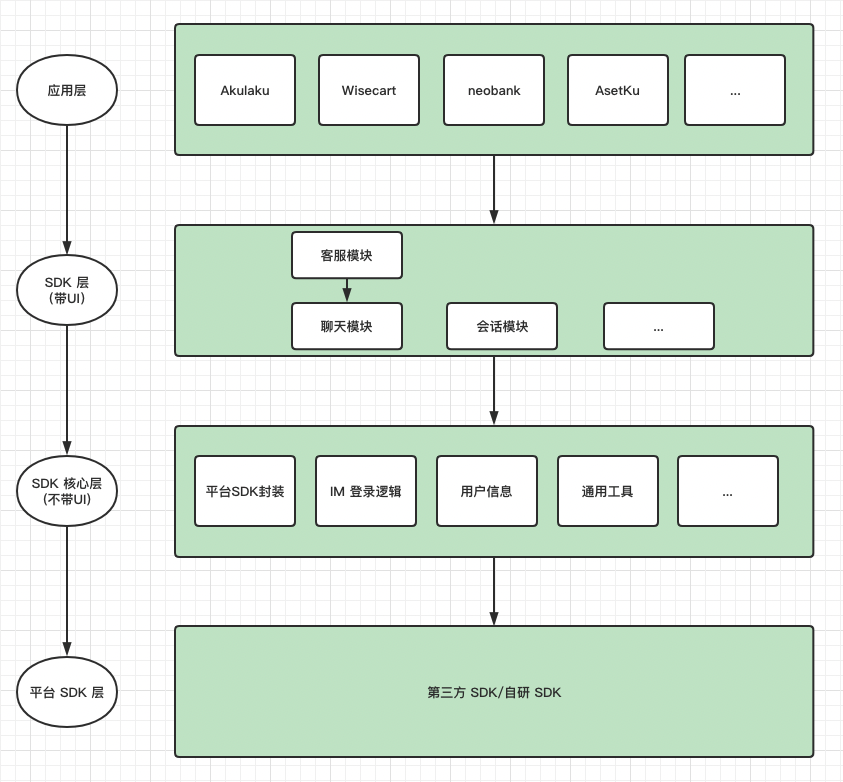 应用层
Akulaku
Wisecart
neobank
AsetKu
...
SDK 层
(带UI)
客服模块
聊天模块
会话模块
...
SDK 核心层
(不带UI)
平台SDK封装
IM 登录逻辑
用户信息
通用工具
...
平台 SDK 层
第三方 SDK/自研 SDK